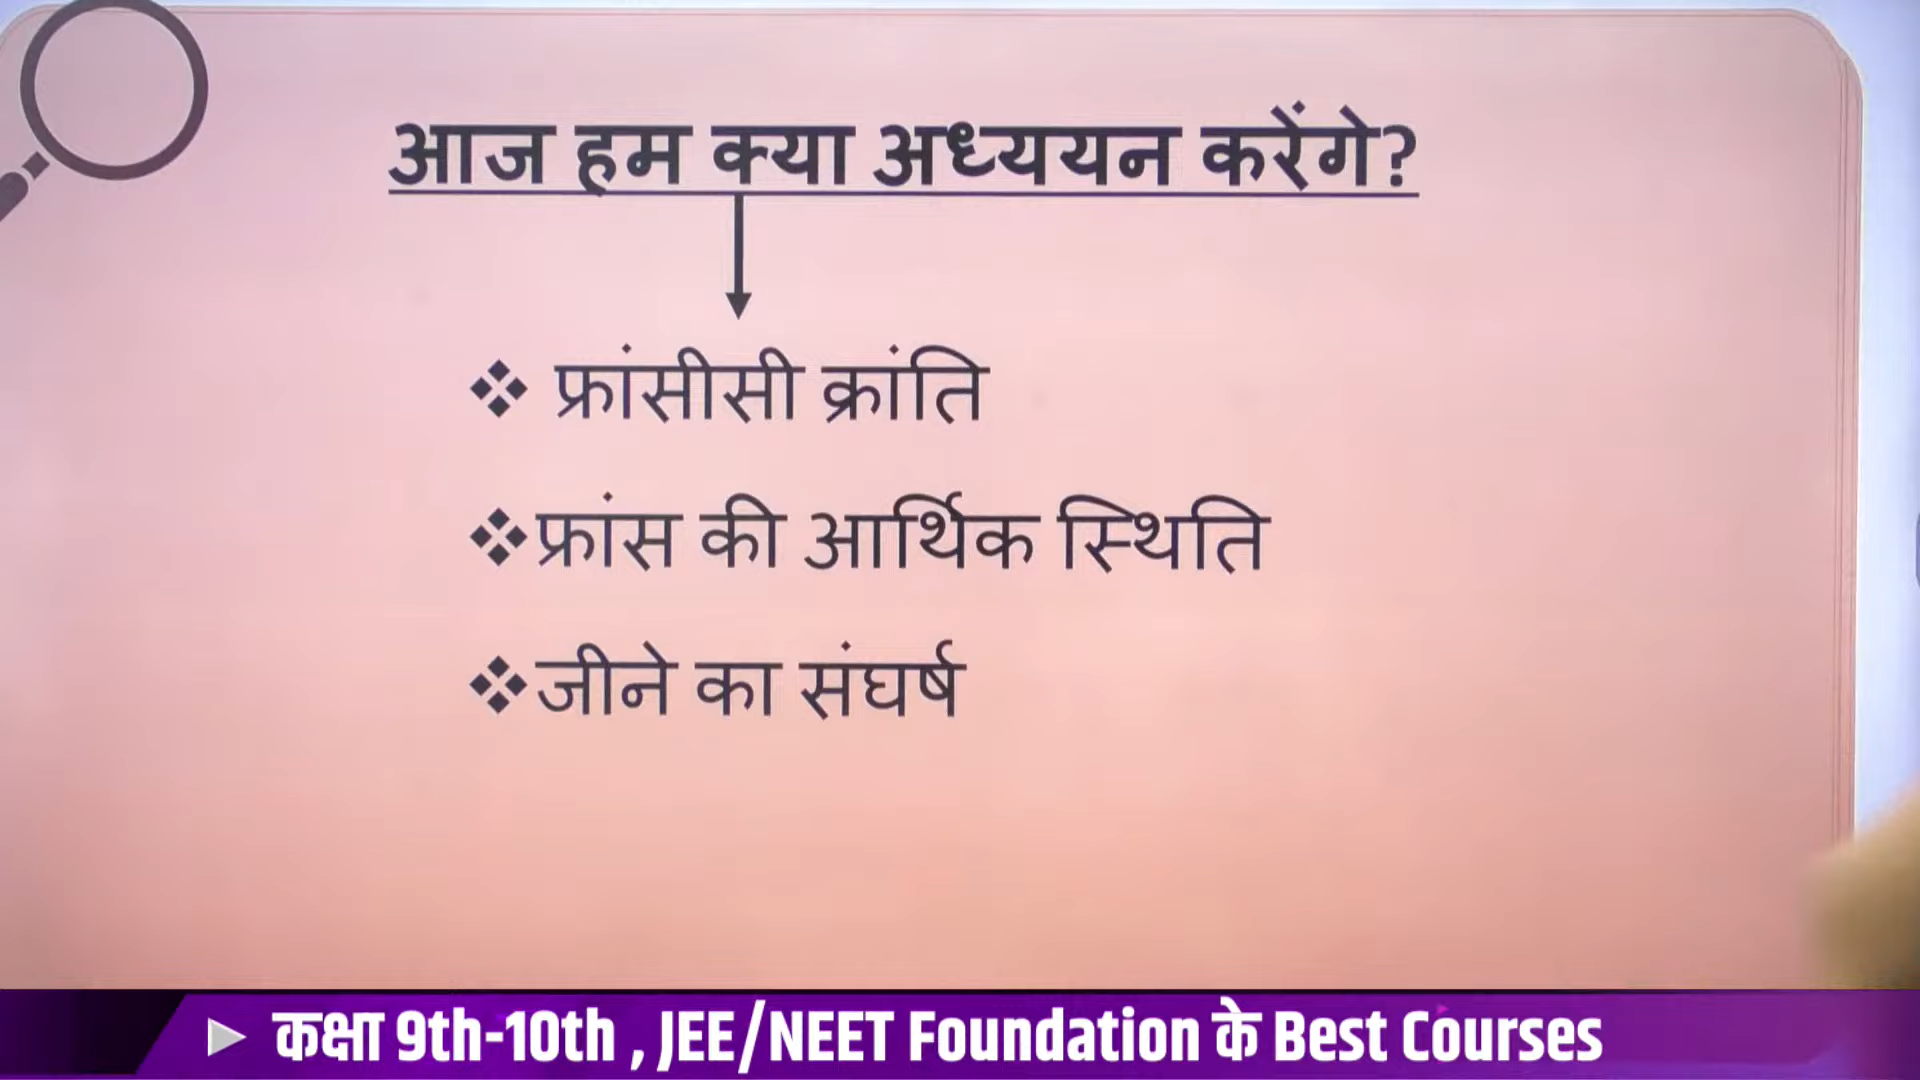 आज हम क्या अध्ययन करेंगे?
❖ फ्रांसीसी क्रांति
❖ फ्रांस की आर्थिक स्थिति
❖ जीने का संघर्ष
कक्षा 9th-10th , JEE/NEET Foundation के Best Courses